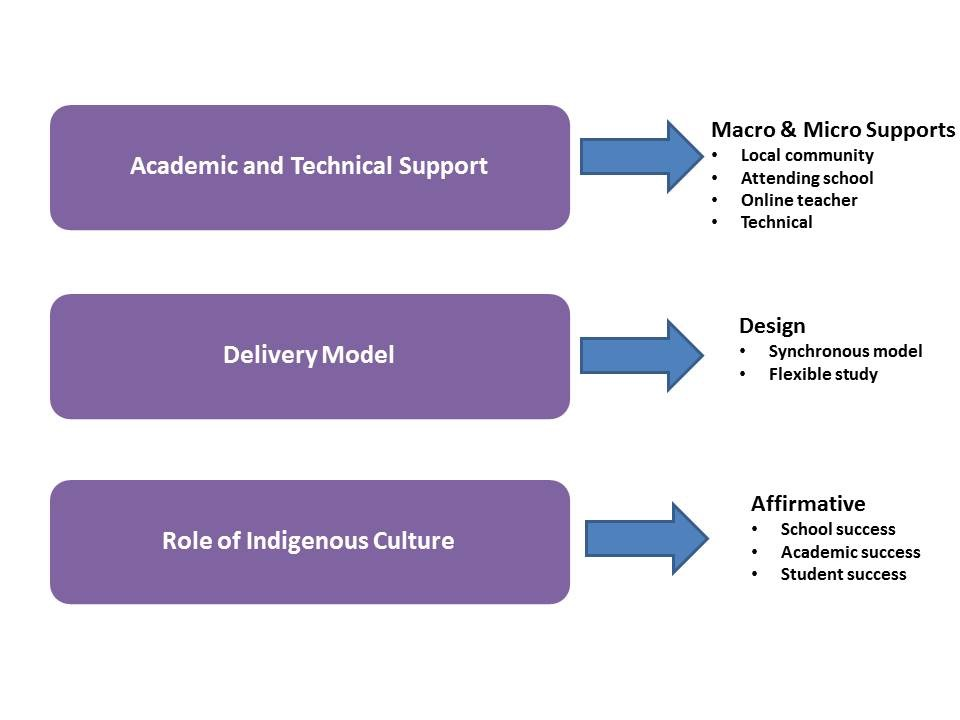 Academic and Technical Support
Macro & Micro Supports
• Local community
• Attending school
• Online teacher
• Technical
Delivery Model
Design
• Synchronous model
• Flexible study
Role of Indigenous Culture
Affirmative
• School success
• Academic success
• Student success